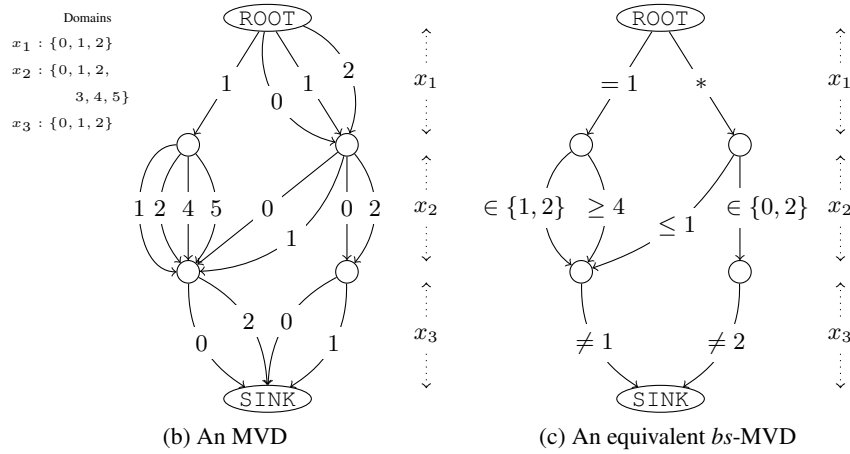 Domains
x₁ : {0, 1, 2}
x₂ : {0, 1, 2,
3, 4, 5}
x₃ : {0, 1, 2}
ROOT
1
0
1
2
1
2
4
5
0
1
0
2
0
2
0
1
SINK
x₁
x₂
x₃
(b) An MVD
ROOT
= 1
*
∈ {1, 2}
≥ 4
≤ 1
∈ {0, 2}
≠ 1
≠ 2
SINK
x₁
x₂
x₃
(c) An equivalent bs-MVD